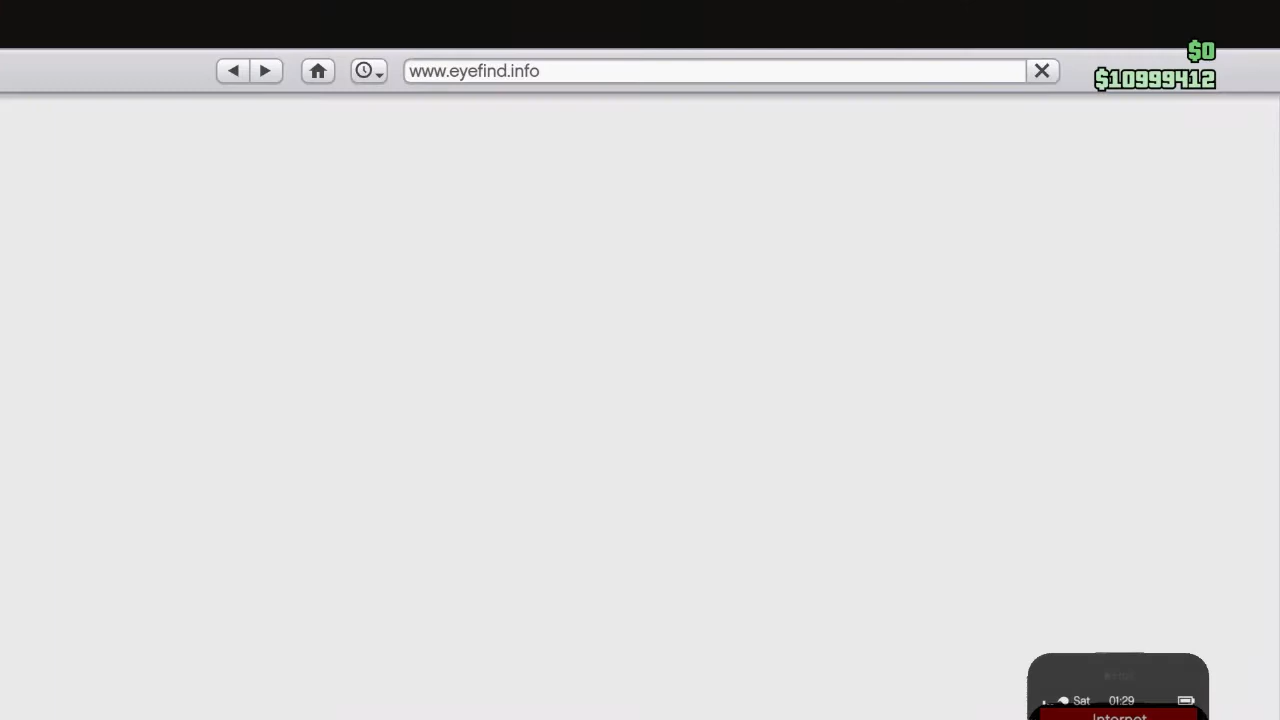 www.eyefind.info
$0
$10999412
Sat 01:29
Internet